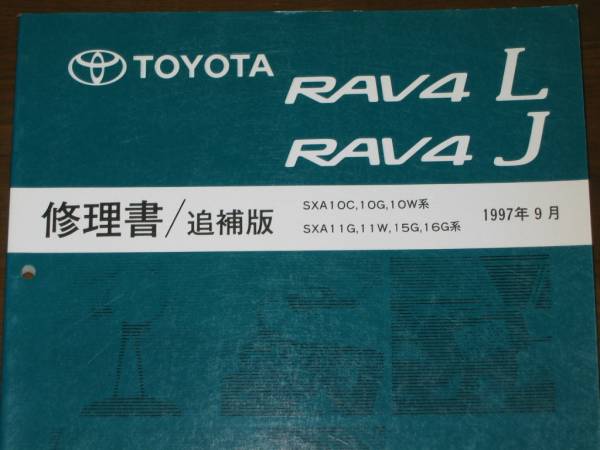 TOYOTA
RAV4 L
RAV4 J
修理書/追補版
SXA10C,10G,10W系
SXA11G,11W,15G,16G系
1997年9月